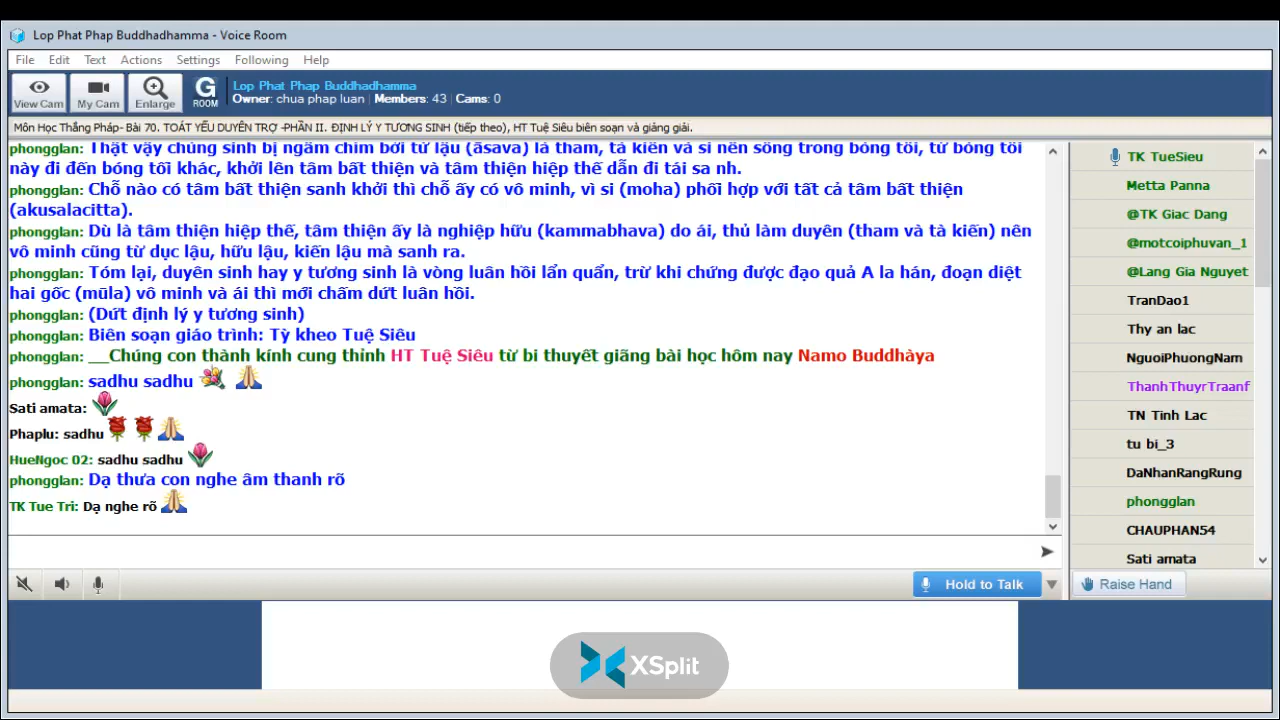 Lop Phat Phap Buddhadhamma - Voice Room
File Edit Text Actions Settings Following Help
View Cam My Cam Enlarge G ROOM
Lop Phat Phap Buddhadhamma
Owner: chua phap luan | Members: 43 | Cams: 0
Môn Học Thắng Pháp- Bài 70. TOÁT YẾU DUYÊN TRỢ -PHẦN II. ĐỊNH LÝ Y TƯƠNG SINH (tiếp theo), HT Tuệ Siêu biên soạn và giảng giải.
phongglan: Thật vậy chúng sinh bị ngâm chìm bởi tứ lậu (āsava) là tham, tà kiến và si nên sống trong bóng tối, từ bóng tối
này đi đến bóng tối khác, khởi lên tâm bất thiện và tâm thiện hiệp thế dẫn đi tái sa nh.
phongglan: Chỗ nào có tâm bất thiện sanh khởi thì chỗ ấy có vô minh, vì si (moha) phối hợp với tất cả tâm bất thiện
(akusalacitta).
phongglan: Dù là tâm thiện hiệp thế, tâm thiện ấy là nghiệp hữu (kammabhava) do ái, thủ làm duyên (tham và tà kiến) nên
vô minh cũng từ dục lậu, hữu lậu, kiến lậu mà sanh ra.
phongglan: Tóm lại, duyên sinh hay y tương sinh là vòng luân hồi lẩn quẩn, trừ khi chứng được đạo quả A la hán, đoạn diệt
hai gốc (mūla) vô minh và ái thì mới chấm dứt luân hồi.
phongglan: (Dứt định lý y tương sinh)
phongglan: Biên soạn giáo trình: Tỳ kheo Tuệ Siêu
phongglan: __Chúng con thành kính cung thỉnh HT Tuệ Siêu từ bi thuyết giãng bài học hôm nay Namo Buddhàya
phongglan: sadhu sadhu
Sati amata:
Phaplu: sadhu
HueNgoc 02: sadhu sadhu
phongglan: Dạ thưa con nghe âm thanh rõ
TK Tue Tri: Dạ nghe rõ
Hold to Talk
TK TueSieu
Metta Panna
@TK Giac Dang
@motcoiphuvan_1
@Lang Gia Nguyet
TranDao1
Thy an lac
NguoiPhuongNam
ThanhThuyrTraanf
TN Tinh Lac
tu bi_3
DaNhanRangRung
phongglan
CHAUPHAN54
Sati amata
Raise Hand
XSplit